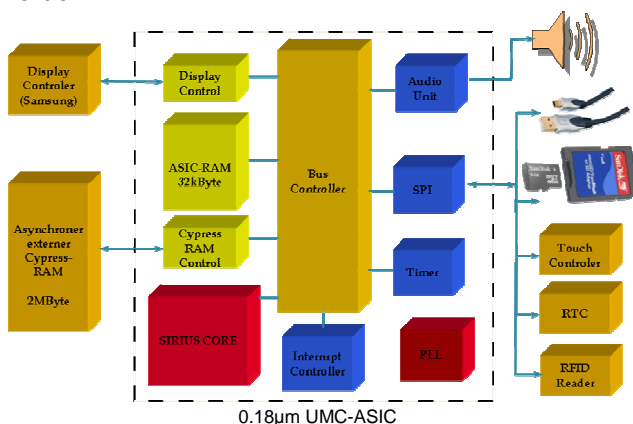 Display
Controler
(Samsung)
Display
Control
Audio
Unit
ASIC-RAM
32kByte
Bus
Controller
SPI
SanDisk
Asynchroner
externer
Cypress-
RAM
2MByte
Cypress
RAM
Control
Timer
Touch
Controler
SIRIUS CORE
Interrupt
Controller
PLL
RTC
RFID
Reader
0.18µm UMC-ASIC